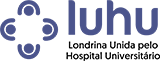 luhu
Londrina Unida pelo
Hospital Universitário